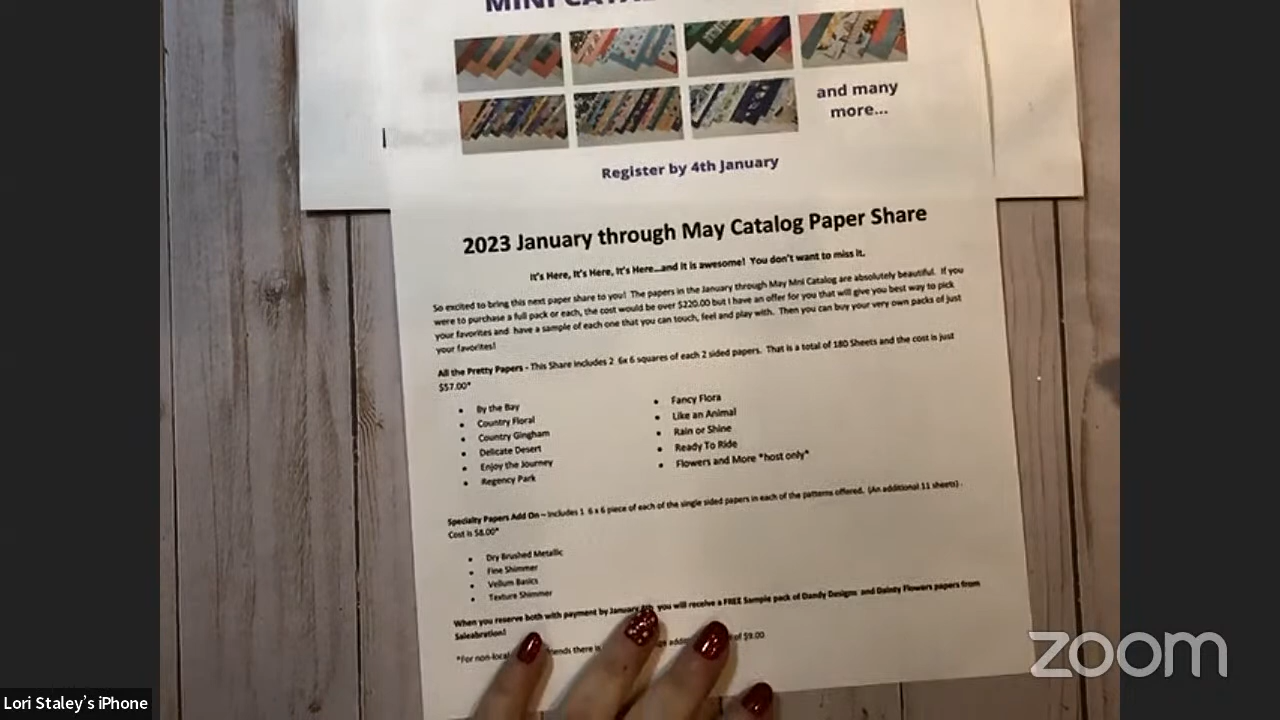 and many
more...
Register by 4th January
2023 January through May Catalog Paper Share
It's Here, It's Here, It's Here...and it is awesome! You don't want to miss it.
So excited to bring this next paper share to you! The papers in the January through May Mini Catalog are absolutely beautiful. If you
were to purchase a full pack or each, the cost would be over $220.00 but I have an offer for you that will give you best way to pick
your favorites and have a sample of each one that you can touch, feel and play with. Then you can buy your very own packs of just
your favorites!
All the Pretty Papers - This Share includes 2 6x6 squares of each 2 sided papers. That is a total of 180 Sheets and the cost is just
$57.00*
• By the Bay
• Country Floral
• Country Gingham
• Delicate Desert
• Enjoy the Journey
• Regency Park
• Fancy Flora
• Like an Animal
• Rain or Shine
• Ready To Ride
• Flowers and More *host only*
Specialty Papers Add On – Includes 1 6 x 6 piece of each of the single sided papers in each of the patterns offered. (An additional 11 sheets).
Cost is $8.00*
• Dry Brushed Metallic
• Fine Shimmer
• Vellum Basics
• Texture Shimmer
When you reserve both with payment by January you will receive a FREE Sample pack of Dandy Designs and Dainty Flowers papers from
Saleabration!
*For non-local there is of $9.00
zoom
Lori Staley's iPhone